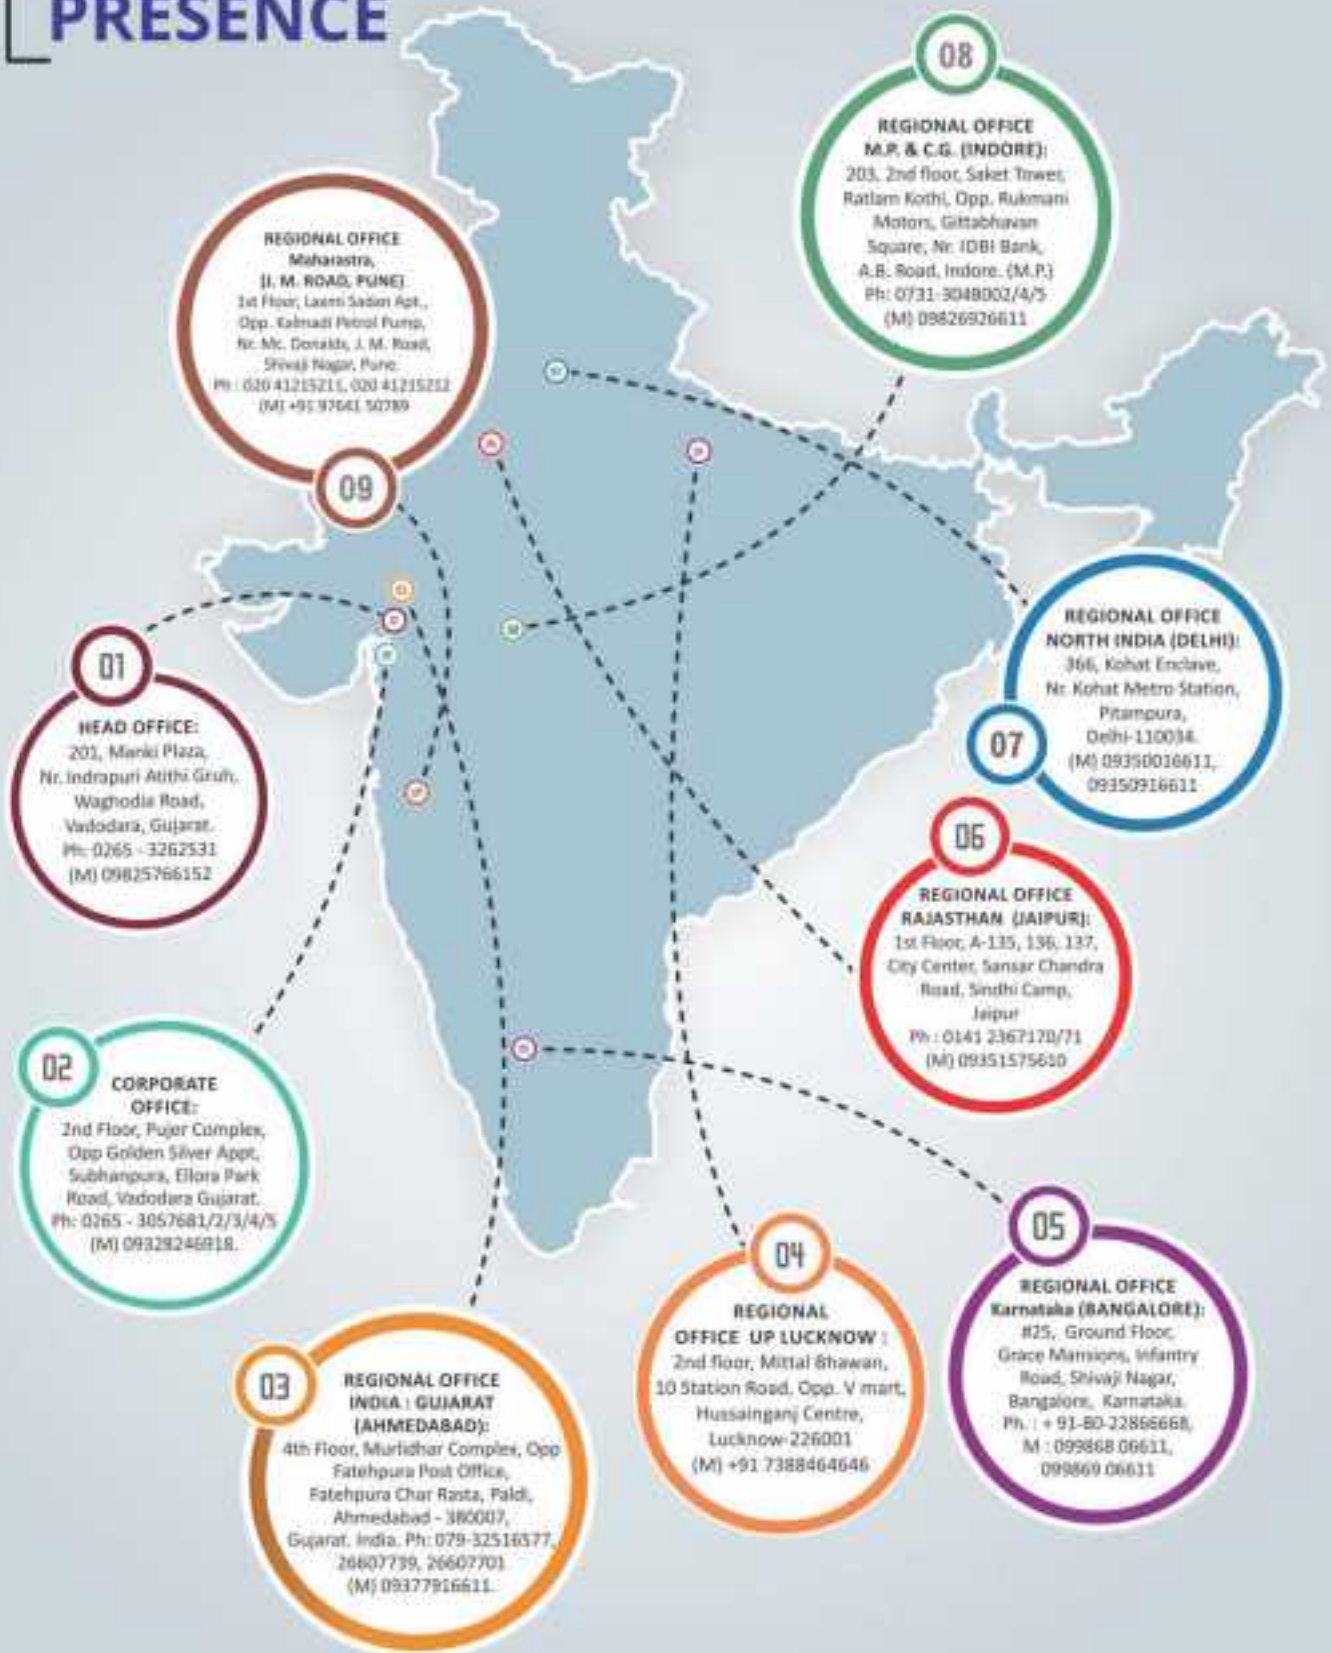 PRESENCE
08
REGIONAL OFFICE
M.P. & C.G. (INDORE):
203, 2nd floor, Saket Tower,
Ratlam Kothi, Opp. Rukmani
Motors, Gittabhavan
Square, Nr. IDBI Bank,
A.B. Road, Indore. (M.P.)
Ph: 0731-3048002/4/5
(M) 09826926611
REGIONAL OFFICE
Maharastra,
(J. M. ROAD, PUNE)
1st Floor, Laxmi Sadan Apt.,
Opp. Kalmadi Petrol Pump,
Nr. Mc. Donalds, J. M. Road,
Shivaji Nagar, Pune.
Ph : 020 41215211, 020 41215212
(M) +91 97641 50789
09
01
HEAD OFFICE:
201, Manki Plaza,
Nr. Indrapuri Atithi Gruh,
Waghodia Road,
Vadodara, Gujarat.
Ph: 0265 - 3262531
(M) 09825766152
REGIONAL OFFICE
NORTH INDIA (DELHI):
366, Kohat Enclave,
Nr. Kohat Metro Station,
Pitampura,
Delhi-110034.
(M) 09350016611,
09350916611
07
06
REGIONAL OFFICE
RAJASTHAN (JAIPUR):
1st Floor, A-135, 136, 137,
City Center, Sansar Chandra
Road, Sindhi Camp,
Jaipur
Ph : 0141 2367170/71
(M) 09351575610
02
CORPORATE
OFFICE:
2nd Floor, Pujer Complex,
Opp Golden Silver Appt,
Subhanpura, Ellora Park
Road, Vadodara Gujarat.
Ph: 0265 - 3057681/2/3/4/5
(M) 09328246918.
05
REGIONAL OFFICE
Karnataka (BANGALORE):
#25, Ground Floor,
Grace Mansions, Infantry
Road, Shivaji Nagar,
Bangalore, Karnataka.
Ph. : + 91-80-22866668,
M : 099868 06611,
099869 06611
04
REGIONAL
OFFICE UP LUCKNOW :
2nd floor, Mittal Bhawan,
10 Station Road, Opp. V mart,
Hussainganj Centre,
Lucknow-226001
(M) +91 7388464646
03
REGIONAL OFFICE
INDIA : GUJARAT
(AHMEDABAD):
4th Floor, Murlidhar Complex, Opp
Fatehpura Post Office,
Fatehpura Char Rasta, Paldi,
Ahmedabad - 380007,
Gujarat. India. Ph: 079-32516577,
26607739, 26607701
(M) 09377916611.